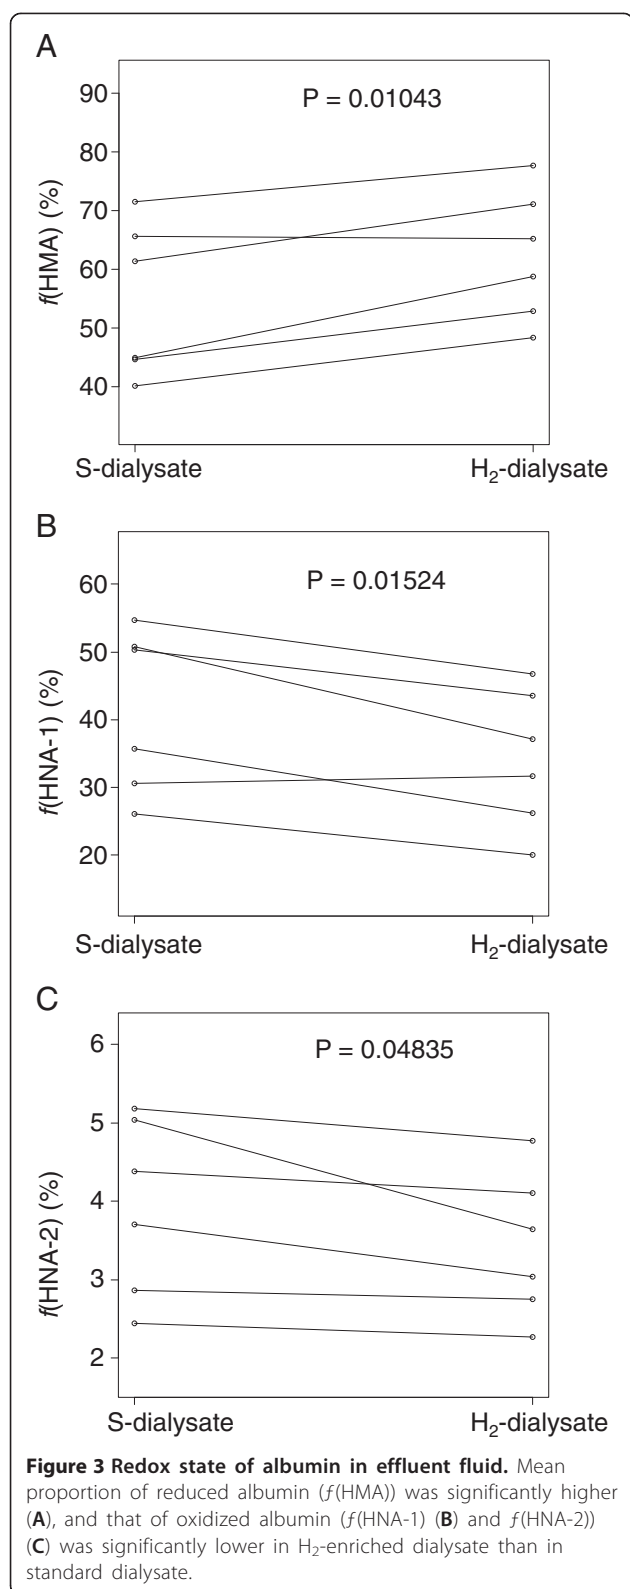 A
P = 0.01043
f(HMA) (%)
90
80
70
60
50
40
S-dialysate H₂-dialysate
B
P = 0.01524
f(HNA-1) (%)
60
50
40
30
20
S-dialysate H₂-dialysate
C
P = 0.04835
f(HNA-2) (%)
6
5
4
3
2
S-dialysate H₂-dialysate
Figure 3 Redox state of albumin in effluent fluid. Mean
proportion of reduced albumin (f(HMA)) was significantly higher
(A), and that of oxidized albumin (f(HNA-1) (B) and f(HNA-2))
(C) was significantly lower in H₂-enriched dialysate than in
standard dialysate.